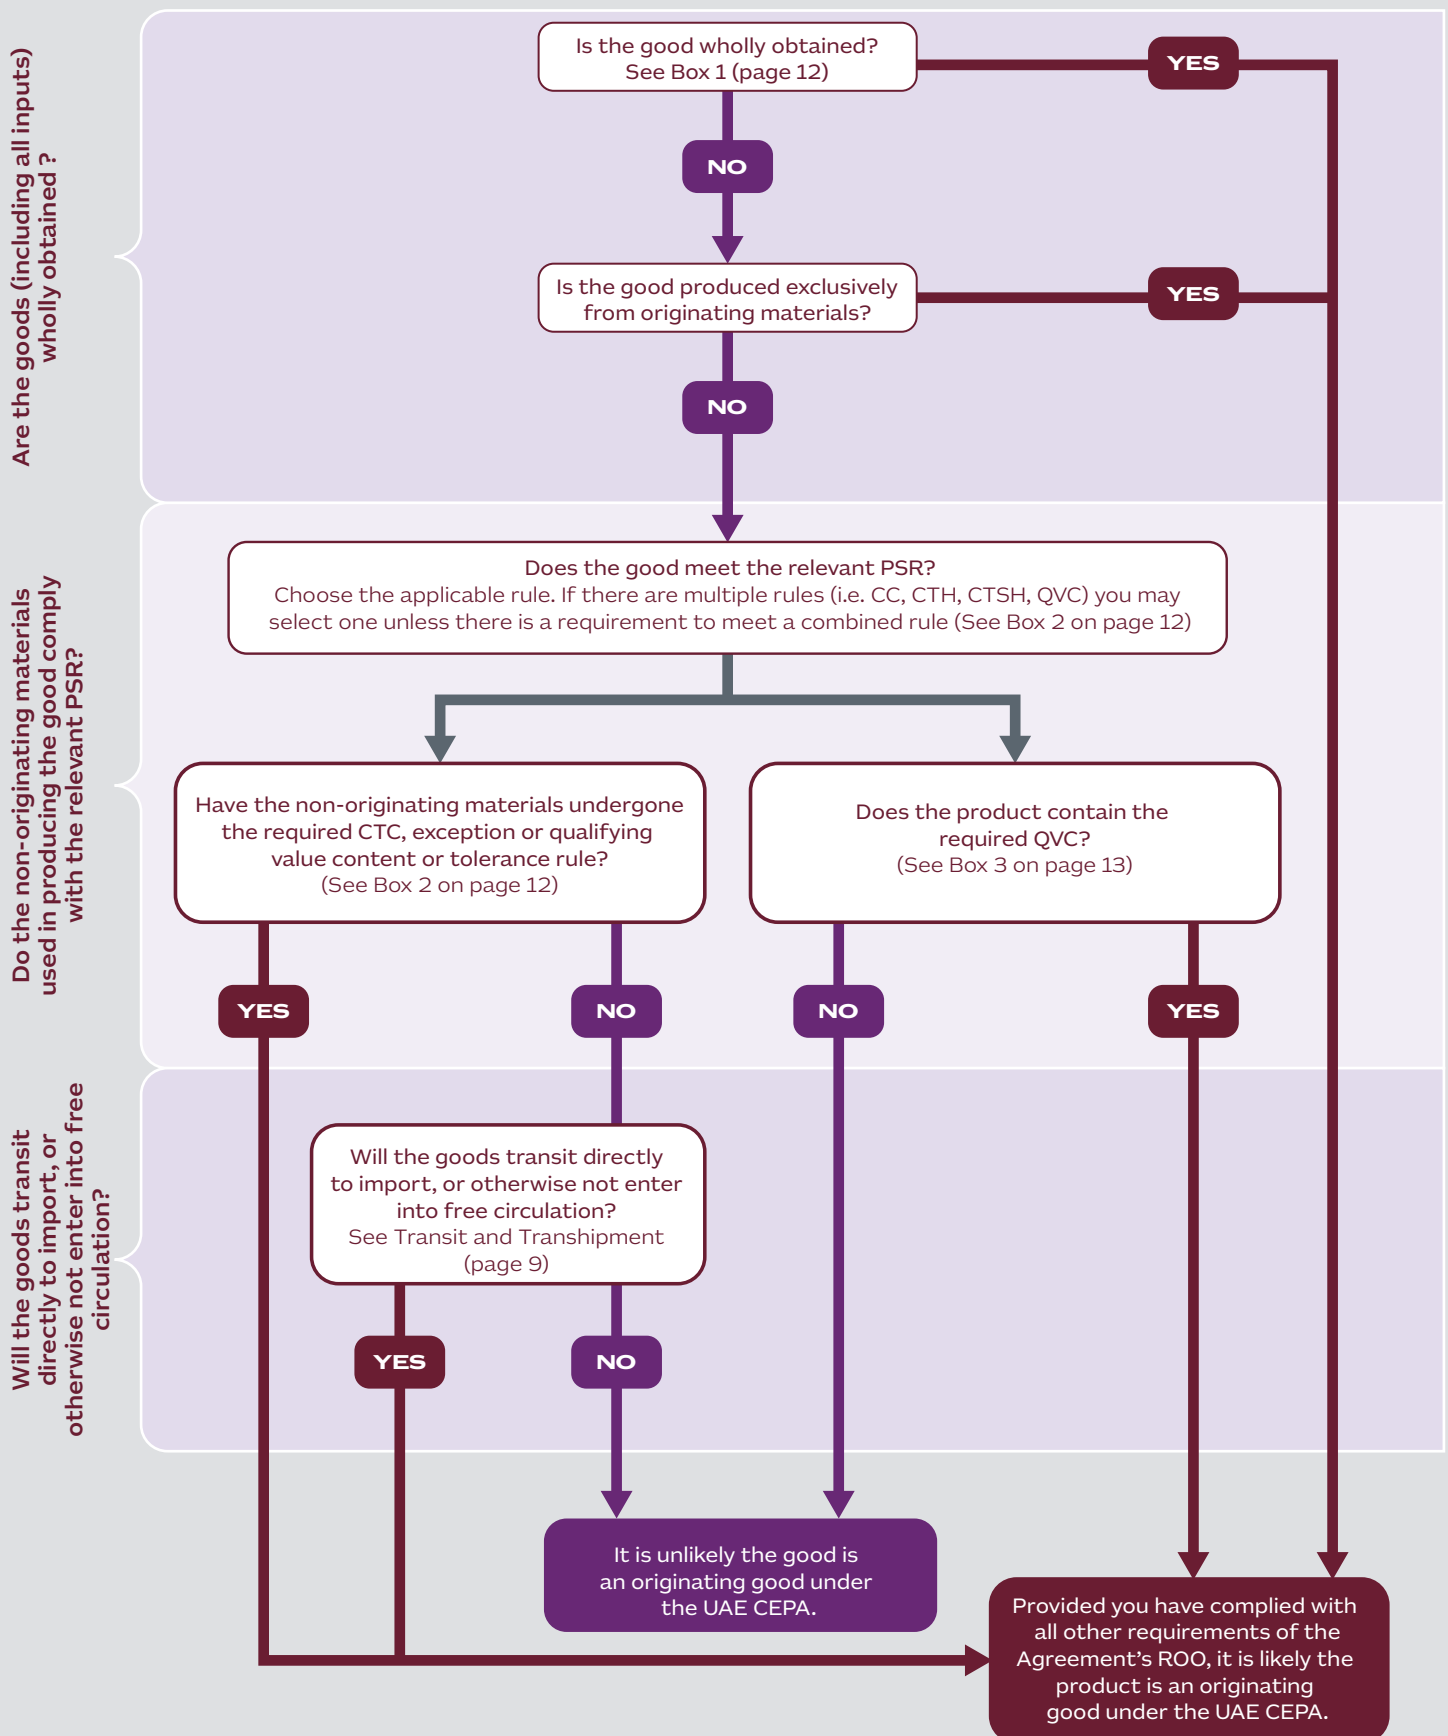 Are the goods (including all inputs)
wholly obtained ?
Is the good wholly obtained?
See Box 1 (page 12)
YES
NO
Is the good produced exclusively
from originating materials?
YES
NO
Do the non-originating materials
used in producing the good comply
with the relevant PSR?
Does the good meet the relevant PSR?
Choose the applicable rule. If there are multiple rules (i.e. CC, CTH, CTSH, QVC) you may
select one unless there is a requirement to meet a combined rule (See Box 2 on page 12)
Have the non-originating materials undergone
the required CTC, exception or qualifying
value content or tolerance rule?
(See Box 2 on page 12)
Does the product contain the
required QVC?
(See Box 3 on page 13)
YES
NO
NO
YES
Will the goods transit
directly to import, or
otherwise not enter into free
circulation?
Will the goods transit directly
to import, or otherwise not enter
into free circulation?
See Transit and Transhipment
(page 9)
YES
NO
It is unlikely the good is
an originating good under
the UAE CEPA.
Provided you have complied with
all other requirements of the
Agreement’s ROO, it is likely the
product is an originating
good under the UAE CEPA.